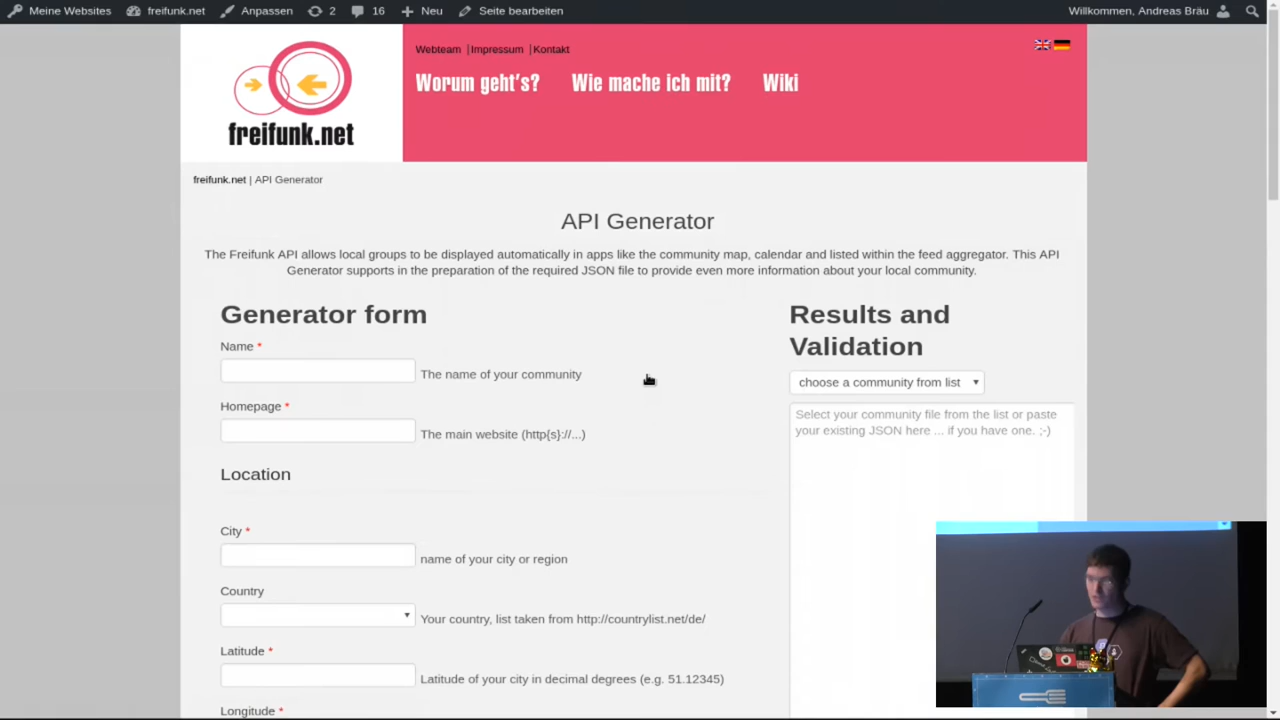 Meine Websites freifunk.net Anpassen 2 16 Neu Seite bearbeiten Willkommen, Andreas Bräu
Webteam | Impressum | Kontakt
Worum geht's? Wie mache ich mit? Wiki
freifunk.net
freifunk.net | API Generator
API Generator
The Freifunk API allows local groups to be displayed automatically in apps like the community map, calendar and listed within the feed aggregator. This API
Generator supports in the preparation of the required JSON file to provide even more information about your local community.
Generator form
Name *
The name of your community
Homepage *
The main website (http{s}://...)
Location
City *
name of your city or region
Country
Your country, list taken from http://countrylist.net/de/
Latitude *
Latitude of your city in decimal degrees (e.g. 51.12345)
Longitude *
Results and
Validation
choose a community from list
Select your community file from the list or paste
your existing JSON here ... if you have one. ;-)